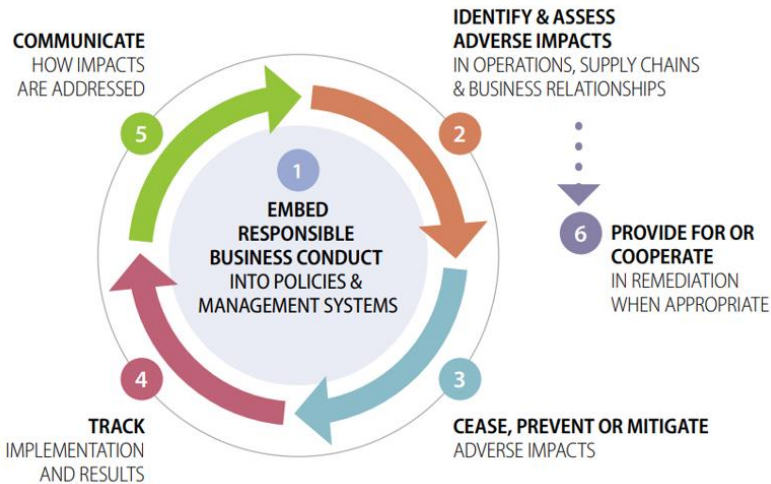 COMMUNICATE
HOW IMPACTS
ARE ADDRESSED
5
IDENTIFY & ASSESS
ADVERSE IMPACTS
IN OPERATIONS, SUPPLY CHAINS
& BUSINESS RELATIONSHIPS
2
1
EMBED
RESPONSIBLE
BUSINESS CONDUCT
INTO POLICIES &
MANAGEMENT SYSTEMS
6
PROVIDE FOR OR
COOPERATE
IN REMEDIATION
WHEN APPROPRIATE
4
TRACK
IMPLEMENTATION
AND RESULTS
3
CEASE, PREVENT OR MITIGATE
ADVERSE IMPACTS